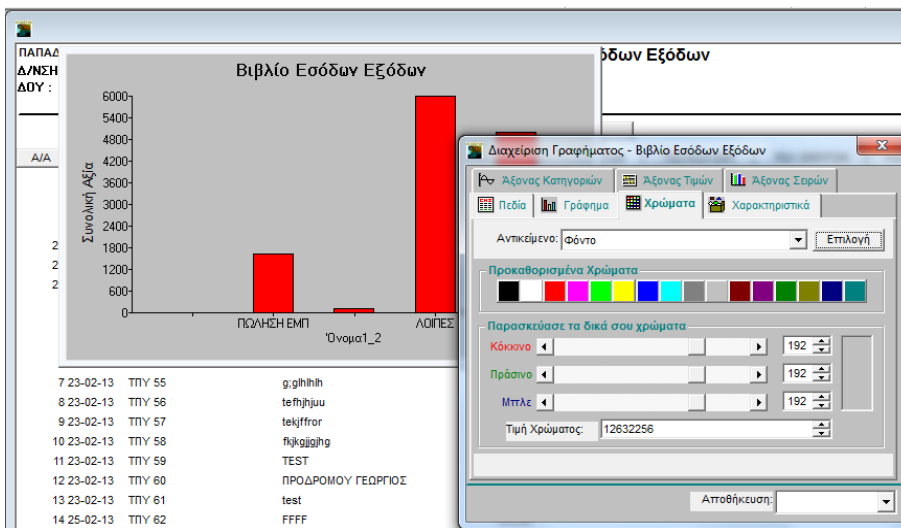 ΠΑΠΑΔ
Δ/ΝΣΗ
ΔΟΥ :
όδων Εξόδων
Α/Α
2
2
2
Βιβλίο Εσόδων Εξόδων
Συνολική Αξία
6000
5400
4800
4200
3600
3000
2400
1800
1200
600
0
ΠΩΛΗΣΗ ΕΜΠ
ΛΟΙΠΕΣ
Όνομα1_2
7 23-02-13 ΤΠΥ 55 g;glhlhlh
8 23-02-13 ΤΠΥ 56 tefhjhjuu
9 23-02-13 ΤΠΥ 57 tekjffror
10 23-02-13 ΤΠΥ 58 fkjkgjjgjhg
11 23-02-13 ΤΠΥ 59 TEST
12 23-02-13 ΤΠΥ 60 ΠΡΟΔΡΟΜΟΥ ΓΕΩΡΓΙΟΣ
13 23-02-13 ΤΠΥ 61 test
14 25-02-13 ΤΠΥ 62 FFFF
Διαχείριση Γραφήματος - Βιβλίο Εσόδων Εξόδων
Άξονας Κατηγοριών Άξονας Τιμών Άξονας Σειρών
Πεδία Γράφημα Χρώματα Χαρακτηριστικά
Αντικείμενο: Φόντο Επιλογή
Προκαθορισμένα Χρώματα
Παρασκεύασε τα δικά σου χρώματα
Κόκκινο 192
Πράσινο 192
Μπλε 192
Τιμή Χρώματος: 12632256
Αποθήκευση: